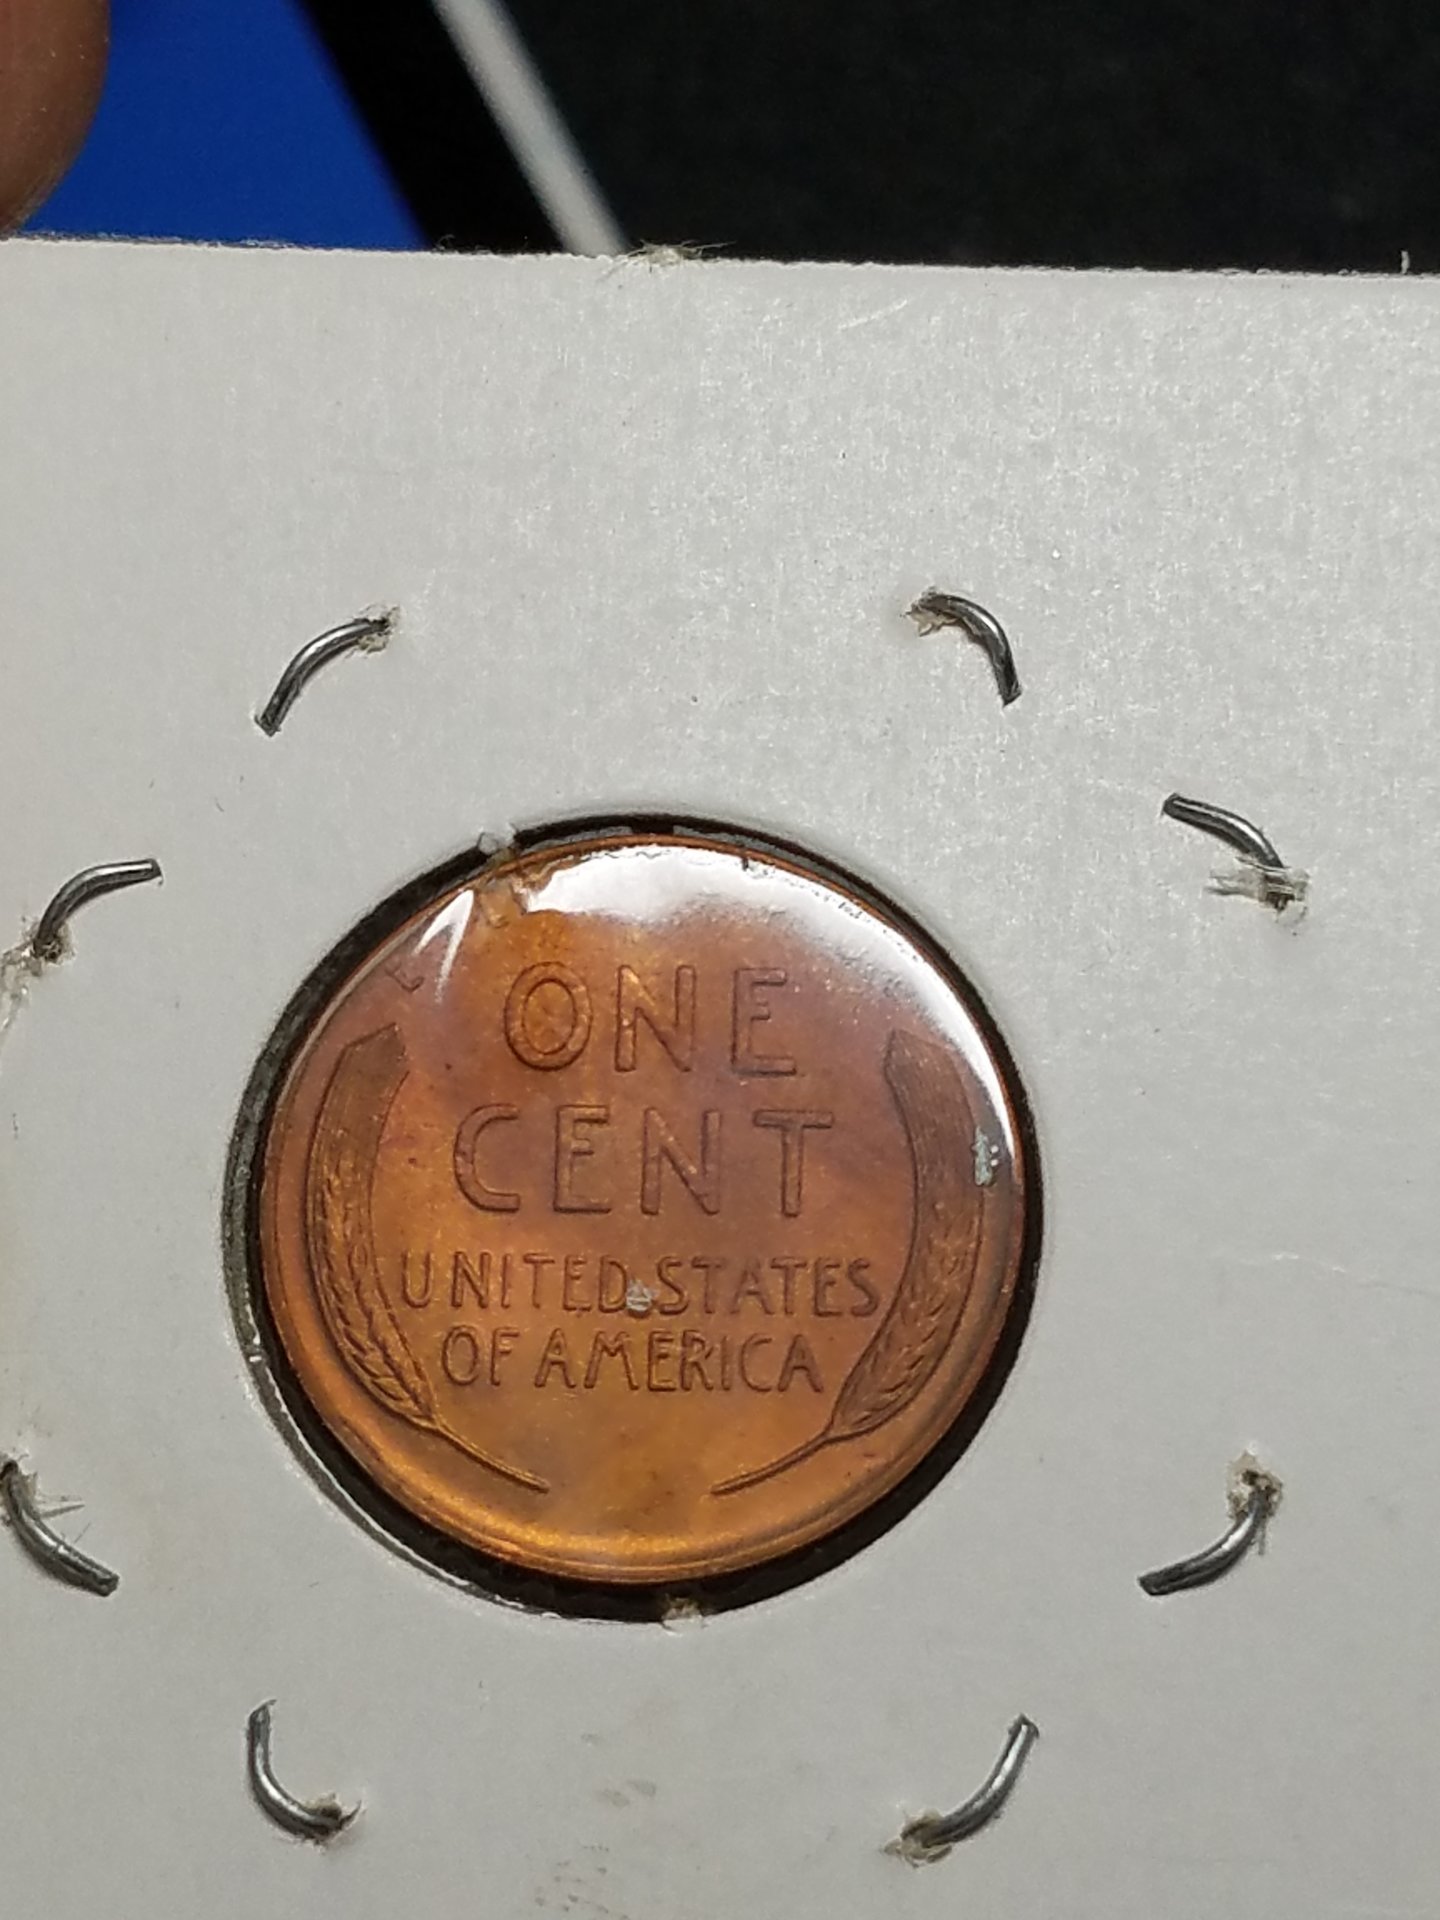 E
ONE
CENT
UNITED STATES
OF AMERICA